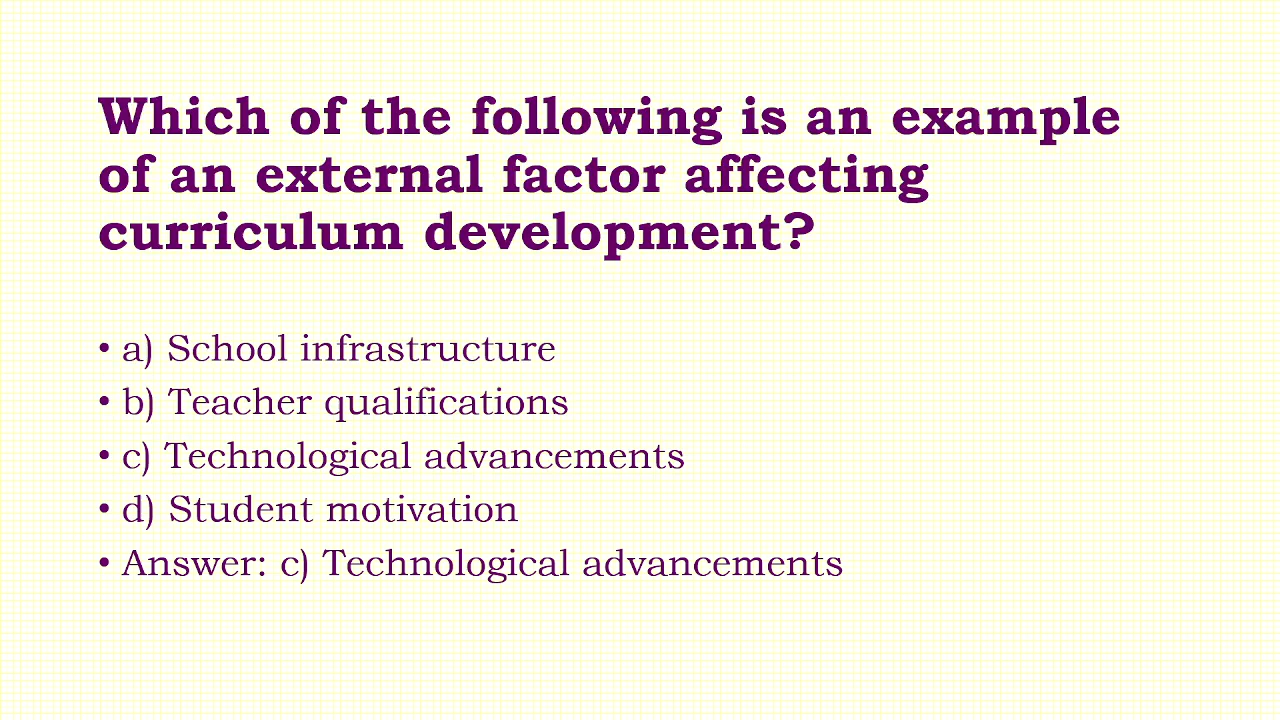 Which of the following is an example
of an external factor affecting
curriculum development?
• a) School infrastructure
• b) Teacher qualifications
• c) Technological advancements
• d) Student motivation
• Answer: c) Technological advancements